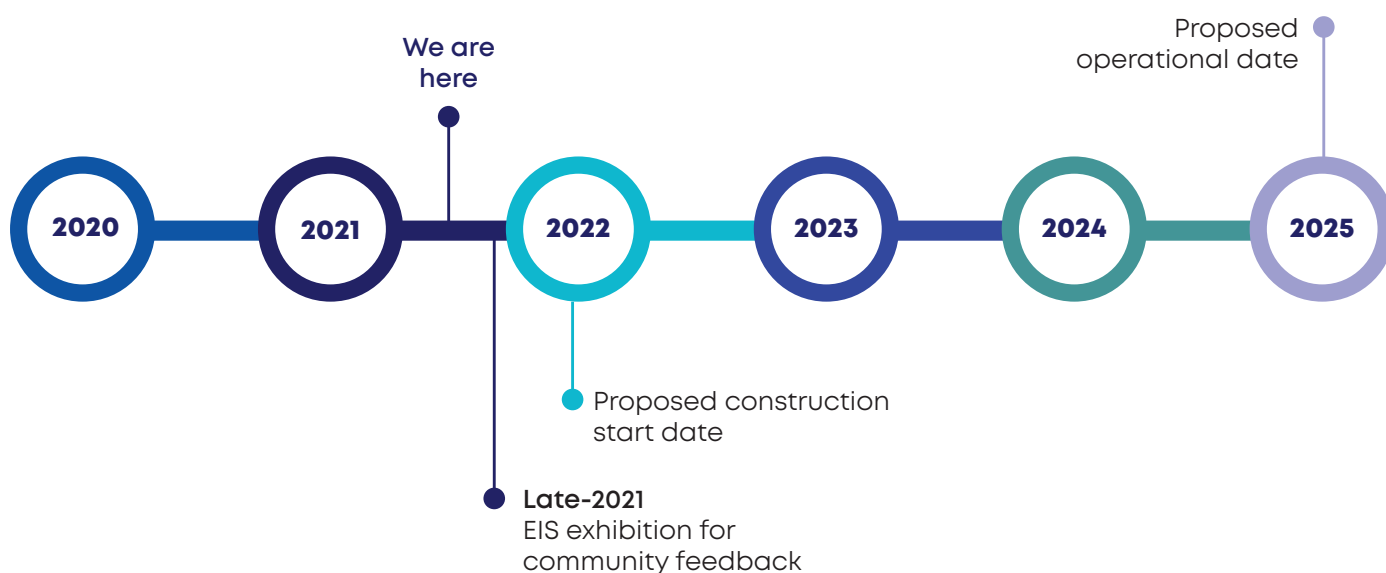 Proposed
operational date
We are
here
2020
2021
2022
2023
2024
2025
Proposed construction
start date
Late-2021
EIS exhibition for
community feedback